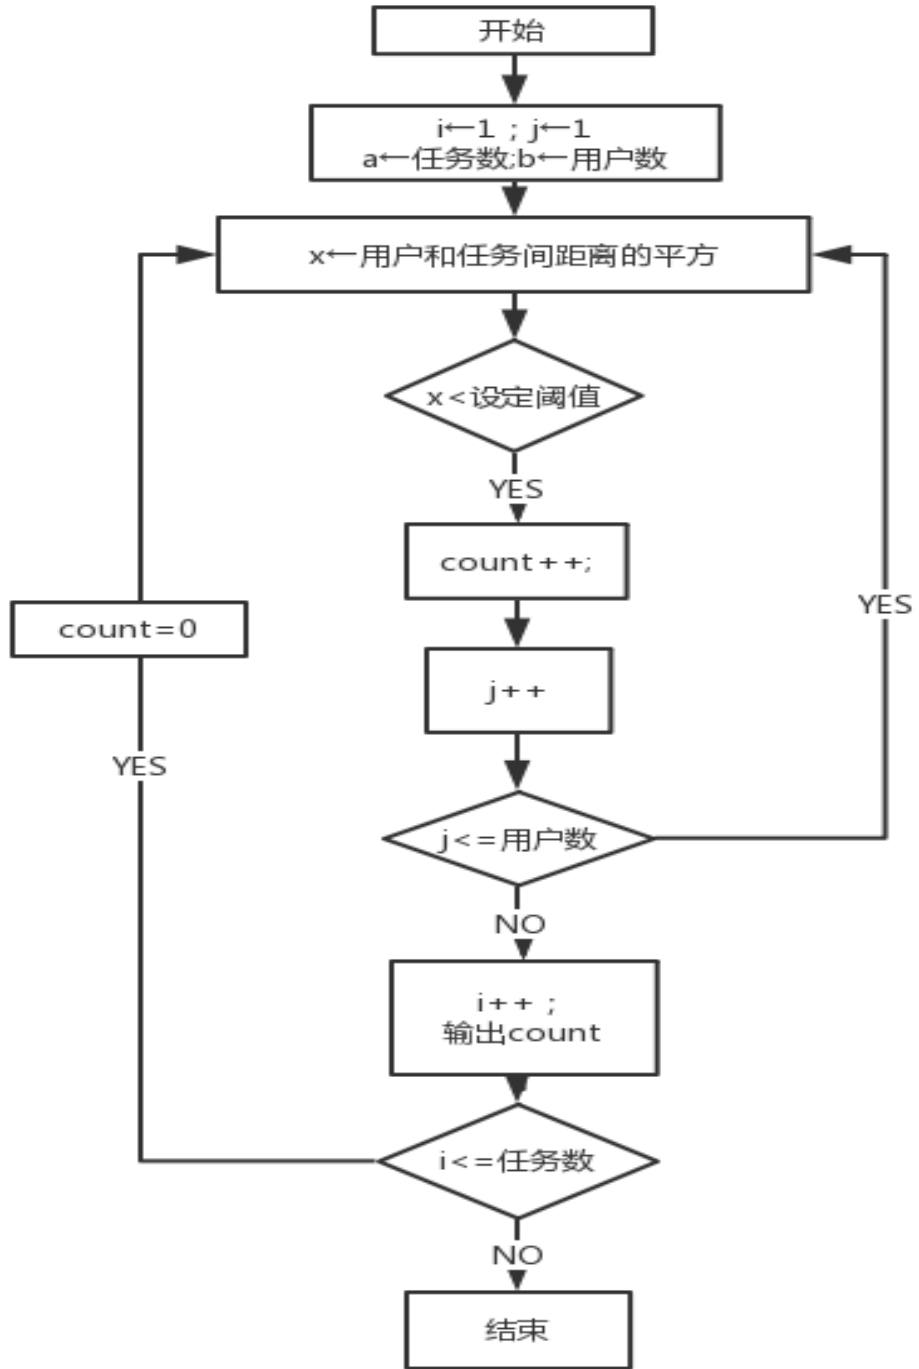 开始
i←1 ; j←1
a←任务数;b←用户数
x←用户和任务间距离的平方
x<设定阈值
YES
count++;
YES
count=0
j++
YES
j<=用户数
NO
i++ ;
输出count
i<=任务数
NO
结束